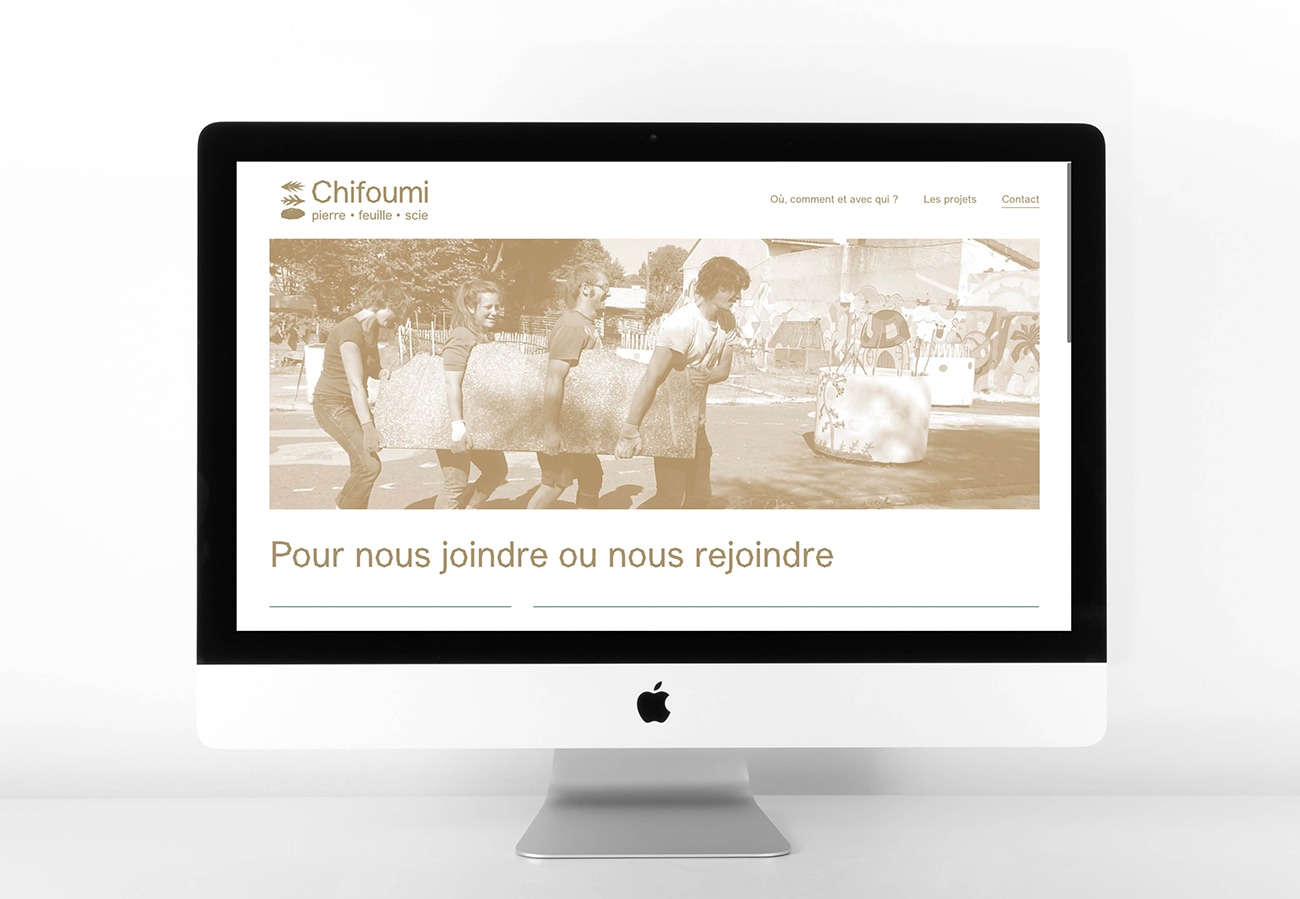 Chifoumi
pierre • feuille • scie
Où, comment et avec qui ?
Les projets
Contact
Pour nous joindre ou nous rejoindre